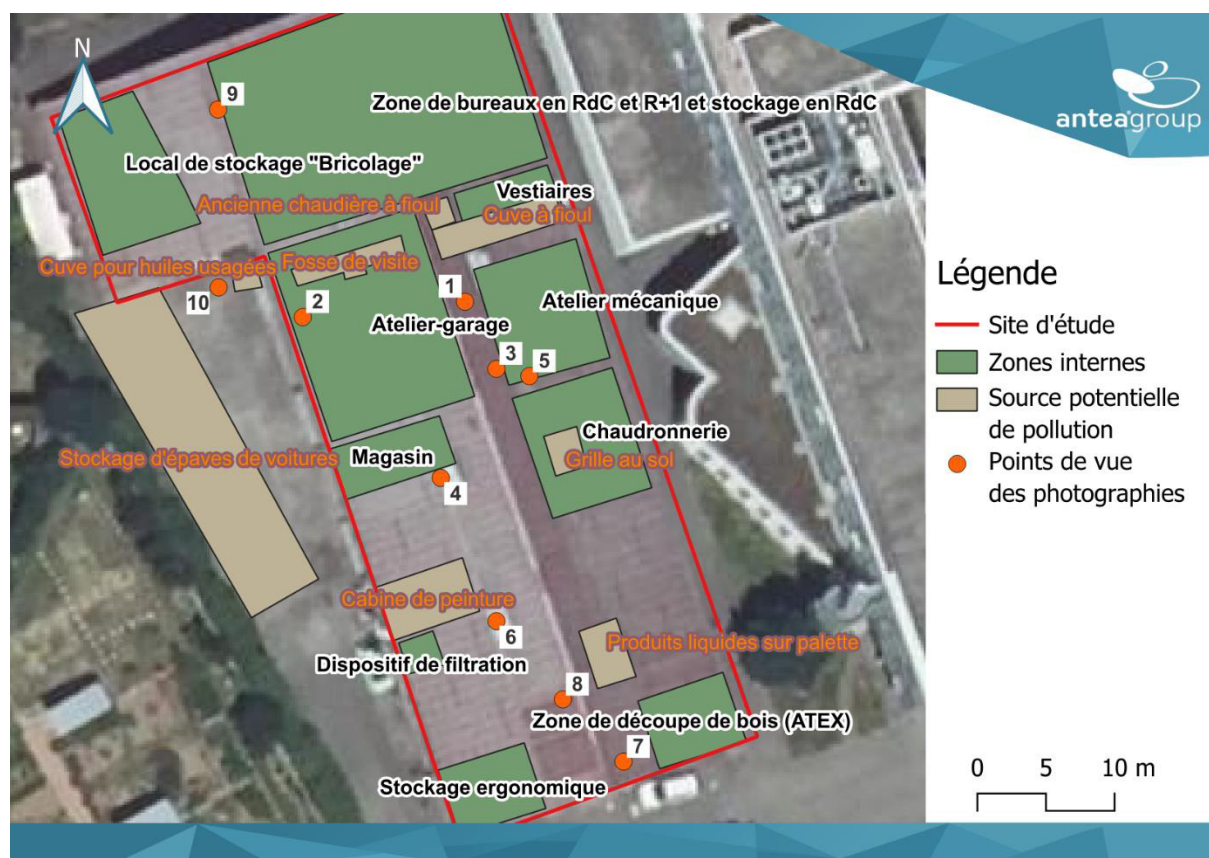 N
anteagroup
9
Zone de bureaux en RdC et R+1 et stockage en RdC
Local de stockage "Bricolage"
Vestiaires
Ancienne chaudière à fioul
Cuve à fioul
Cuve pour huiles usagées
Fosse de visite
10
2
1
Atelier mécanique
Atelier-garage
3
5
Chaudronnerie
Magasin
Stockage d'épaves de voitures
Grille au sol
4
Cabine de peinture
6
Produits liquides sur palette
Dispositif de filtration
8
Zone de découpe de bois (ATEX)
7
Stockage ergonomique
Légende
Site d'étude
Zones internes
Source potentielle
de pollution
Points de vue
des photographies
0 5 10 m